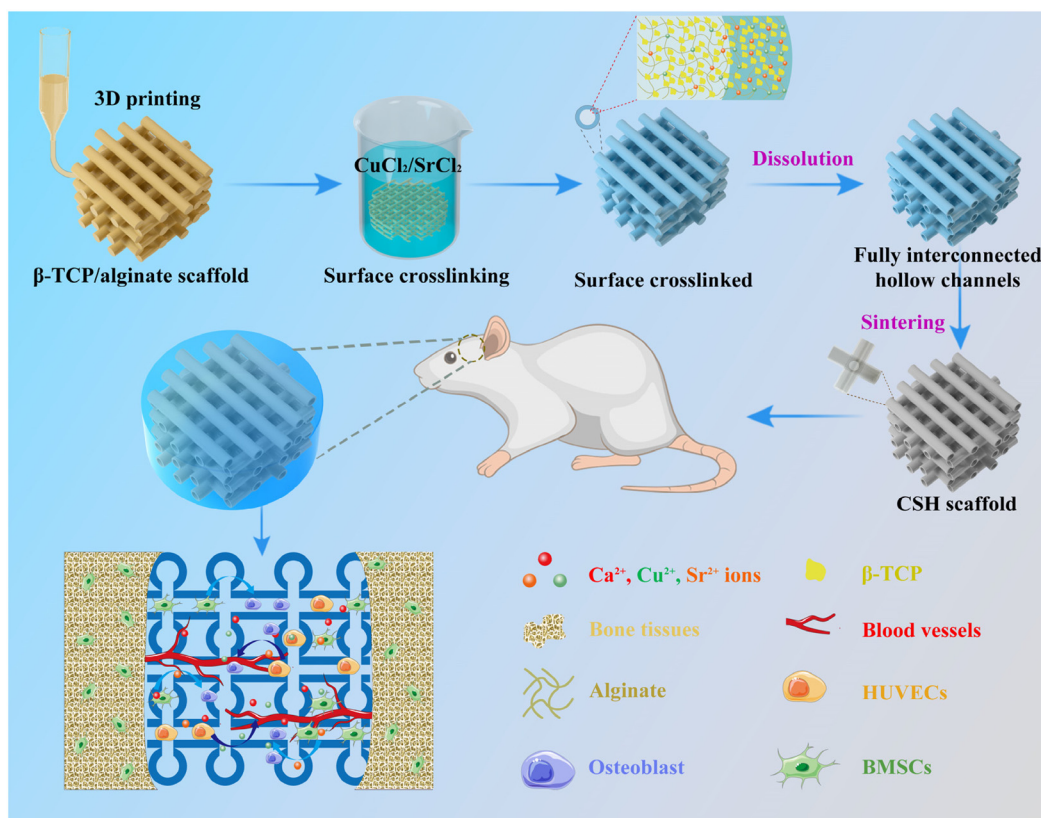 3D printing
CuCl₂/SrCl₂
Dissolution
β-TCP/alginate scaffold
Surface crosslinking
Surface crosslinked
Fully interconnected
hollow channels
Sintering
CSH scaffold
Ca²⁺, Cu²⁺, Sr²⁺ ions
β-TCP
Bone tissues
Blood vessels
Alginate
HUVECs
Osteoblast
BMSCs